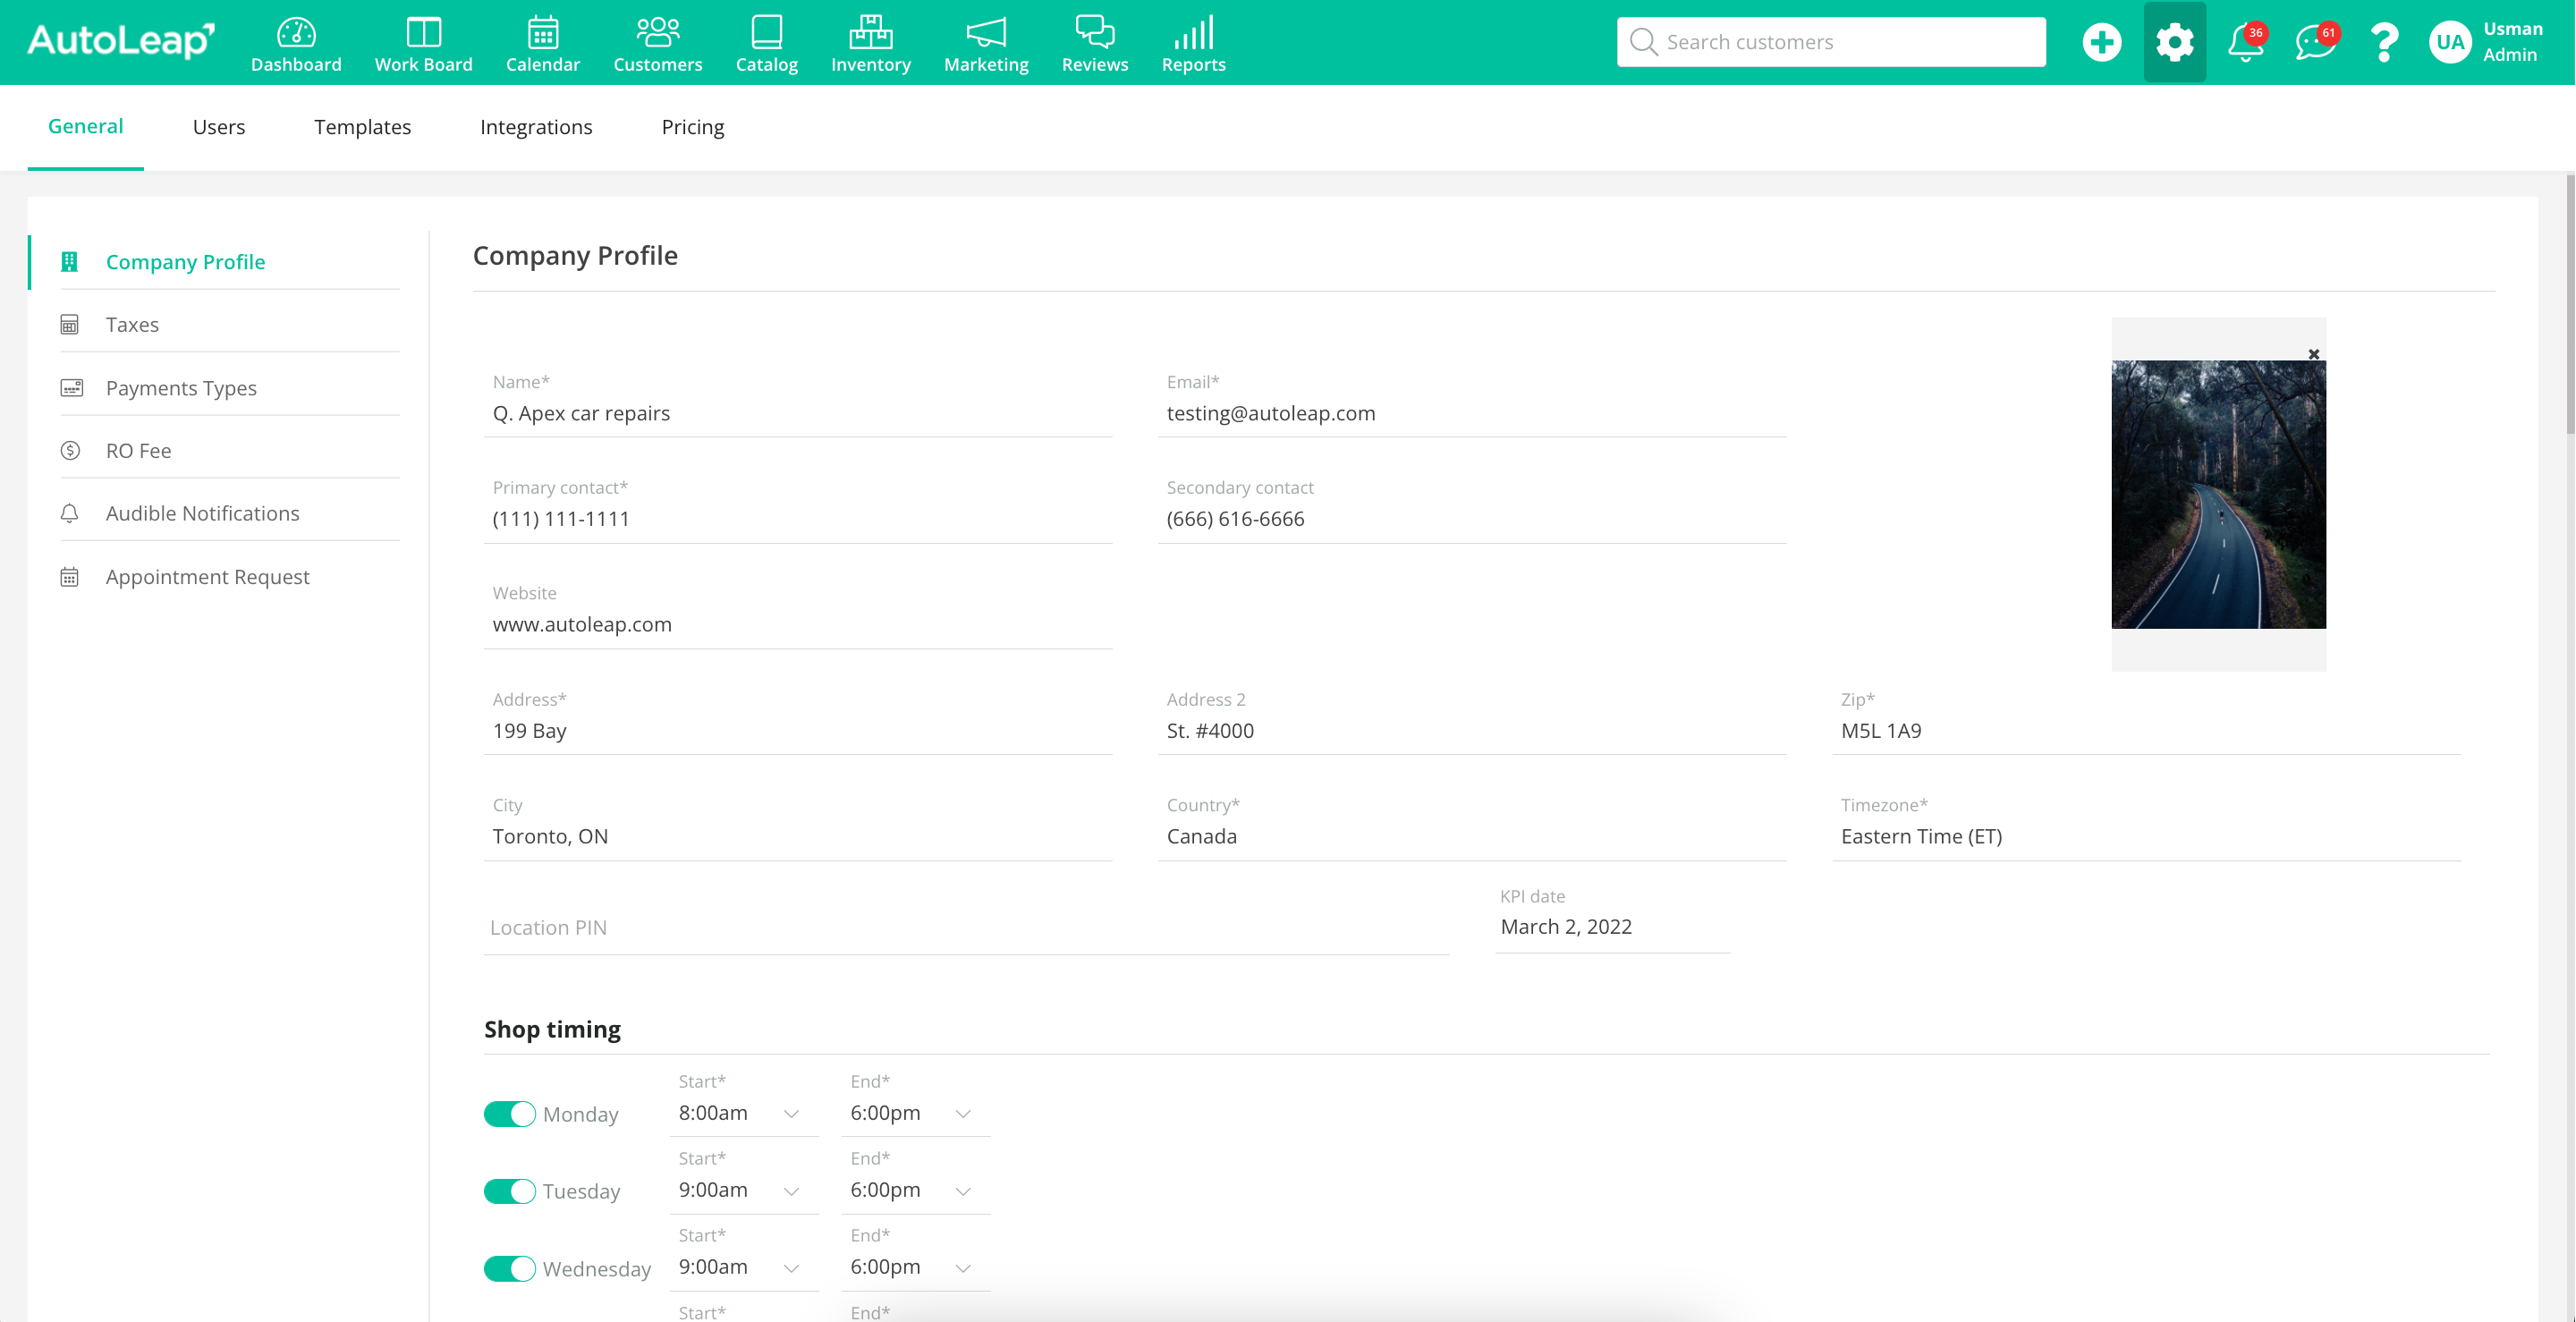 AutoLeap
Dashboard
Work Board
Calendar
Customers
Catalog
Inventory
Marketing
Reviews
Reports
Search customers
36
61
UA
Usman
Admin
General
Users
Templates
Integrations
Pricing
Company Profile
Taxes
Payments Types
RO Fee
Audible Notifications
Appointment Request
Company Profile
Name*
Q. Apex car repairs
Email*
testing@autoleap.com
Primary contact*
(111) 111-1111
Secondary contact
(666) 616-6666
Website
www.autoleap.com
Address*
199 Bay
Address 2
St. #4000
Zip*
M5L 1A9
City
Toronto, ON
Country*
Canada
Timezone*
Eastern Time (ET)
Location PIN
KPI date
March 2, 2022
Shop timing
Monday
Start*
8:00am
End*
6:00pm
Tuesday
Start*
9:00am
End*
6:00pm
Wednesday
Start*
9:00am
End*
6:00pm
Start*
End*